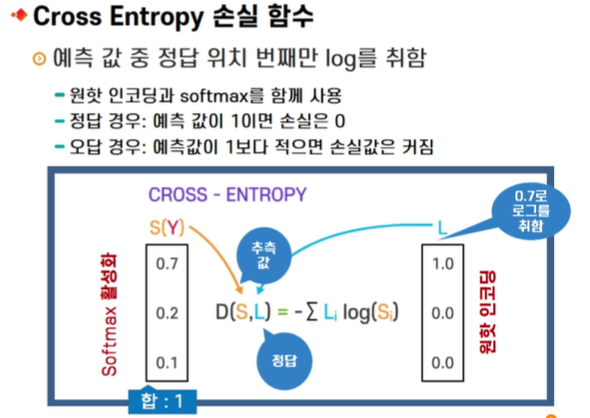 Cross Entropy 손실 함수
예측 값 중 정답 위치 번째만 log를 취함
– 원핫 인코딩과 softmax를 함께 사용
– 정답 경우: 예측 값이 1이면 손실은 0
– 오답 경우: 예측값이 1보다 적으면 손실값은 커짐
CROSS - ENTROPY
0.7로
로그를
취함
S(Y)
L
Softmax 활성화
0.7
0.2
0.1
추측
값
D(S,L) = -∑ Lᵢ log(Sᵢ)
정답
1.0
0.0
0.0
원핫 인코딩
합 : 1